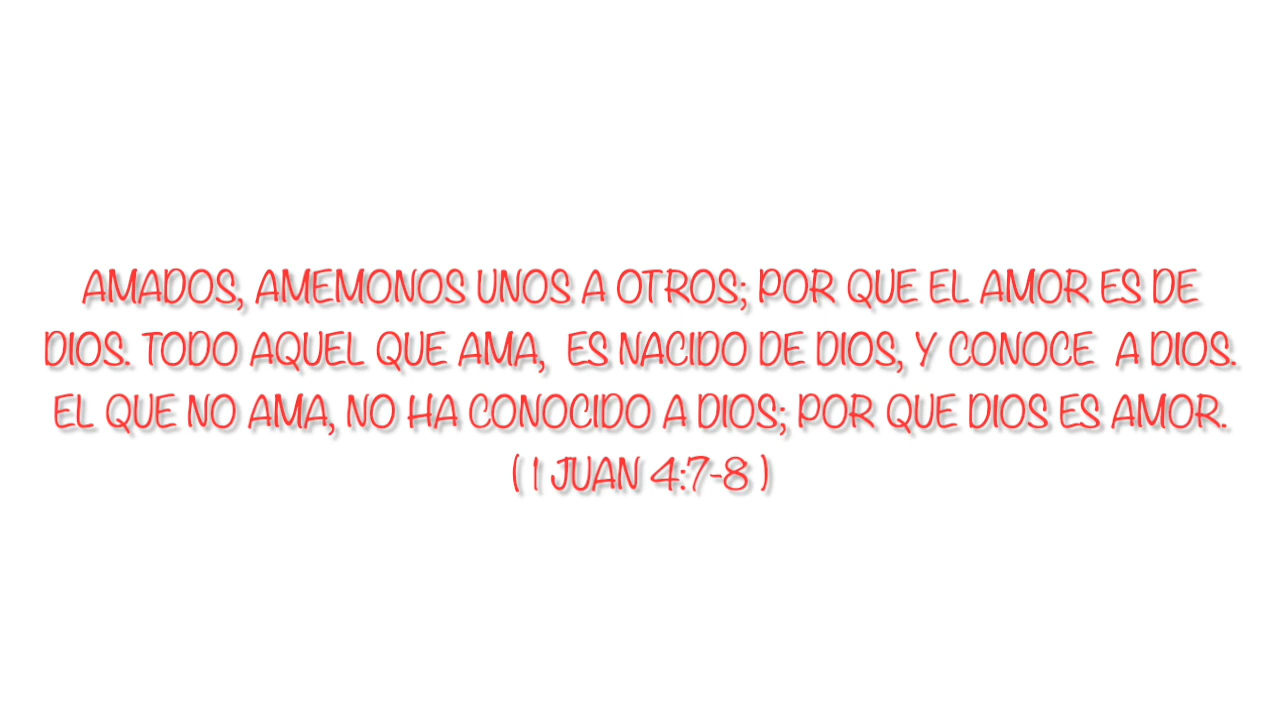 AMADOS, AMEMONOS UNOS A OTROS; POR QUE EL AMOR ES DE
DIOS. TODO AQUEL QUE AMA, ES NACIDO DE DIOS, Y CONOCE A DIOS.
EL QUE NO AMA, NO HA CONOCIDO A DIOS; POR QUE DIOS ES AMOR.
( 1 JUAN 4:7-8 )